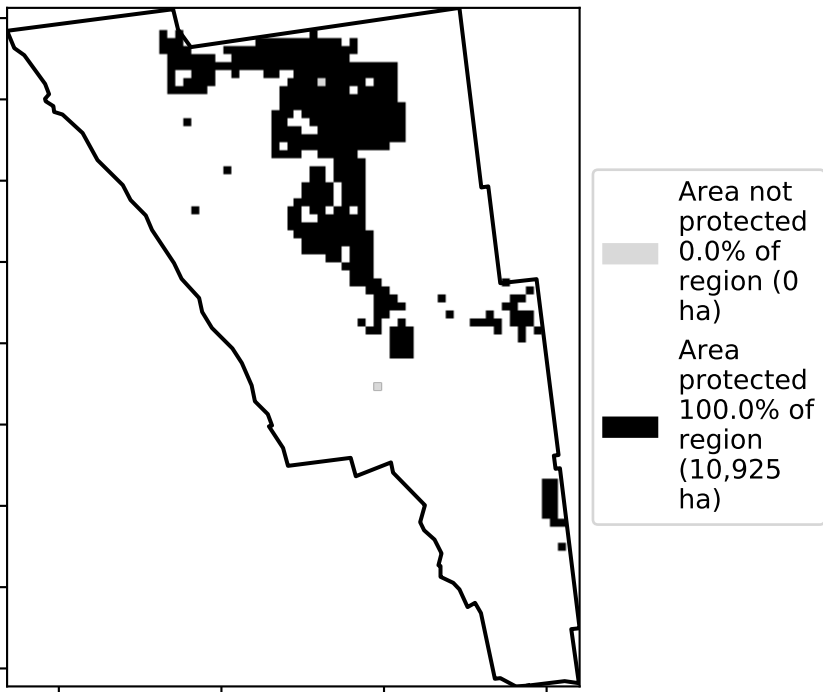 Area not
protected
0.0% of
region (0
ha)
Area
protected
100.0% of
region
(10,925
ha)